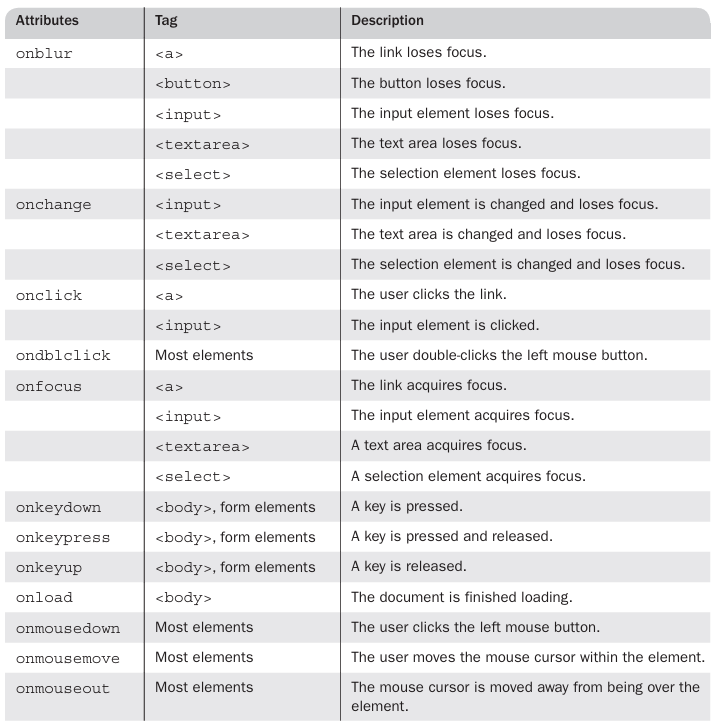 Attributes Tag Description
onblur <a> The link loses focus.
<button> The button loses focus.
<input> The input element loses focus.
<textarea> The text area loses focus.
<select> The selection element loses focus.
onchange <input> The input element is changed and loses focus.
<textarea> The text area is changed and loses focus.
<select> The selection element is changed and loses focus.
onclick <a> The user clicks the link.
<input> The input element is clicked.
ondblclick Most elements The user double-clicks the left mouse button.
onfocus <a> The link acquires focus.
<input> The input element acquires focus.
<textarea> A text area acquires focus.
<select> A selection element acquires focus.
onkeydown <body>, form elements A key is pressed.
onkeypress <body>, form elements A key is pressed and released.
onkeyup <body>, form elements A key is released.
onload <body> The document is finished loading.
onmousedown Most elements The user clicks the left mouse button.
onmousemove Most elements The user moves the mouse cursor within the element.
onmouseout Most elements The mouse cursor is moved away from being over the
element.